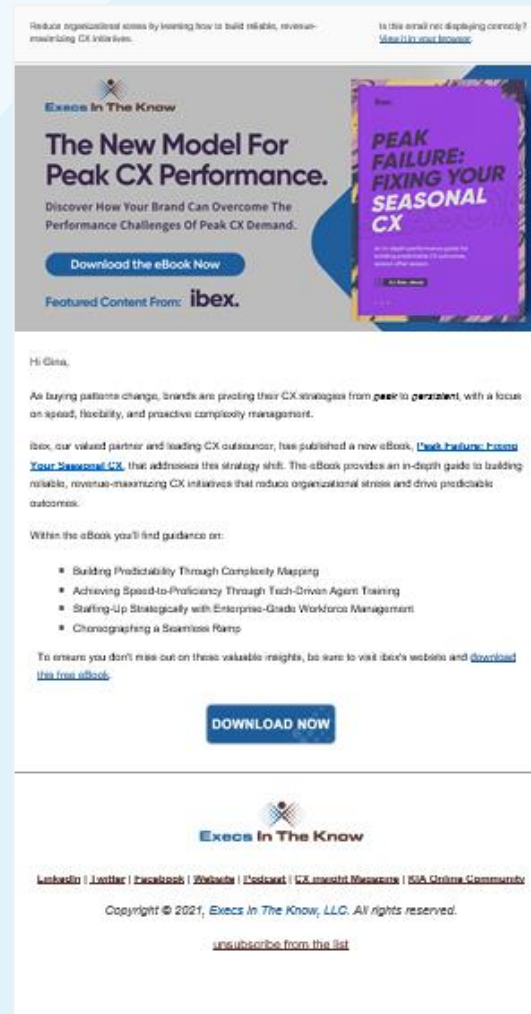 Reduce organizational stress by learning how to build reliable, revenue-
maximizing CX initiatives.
Is this email not displaying correctly?
View it in your browser.
Execs In The Know
The New Model For
Peak CX Performance.
Discover How Your Brand Can Overcome The
Performance Challenges Of Peak CX Demand.
Download the eBook Now
Featured Content From: ibex.
ibex.
PEAK
FAILURE:
FIXING YOUR
SEASONAL
CX
Hi Gina,
As buying patterns change, brands are pivoting their CX strategies from peak to persistent, with a focus
on speed, flexibility, and proactive complexity management.
ibex, our valued partner and leading CX outsourcer, has published a new eBook, Peak Failure: Fixing
Your Seasonal CX, that addresses this strategy shift. The eBook provides an in-depth guide to building
reliable, revenue-maximizing CX initiatives that reduce organizational stress and drive predictable
outcomes.
Within the eBook you'll find guidance on:
Building Predictability Through Complexity Mapping
Achieving Speed-to-Proficiency Through Tech-Driven Agent Training
Staffing-Up Strategically with Enterprise-Grade Workforce Management
Choreographing a Seamless Ramp
To ensure you don't miss out on these valuable insights, be sure to visit ibex's website and download
this free eBook.
DOWNLOAD NOW
Execs In The Know
LinkedIn | Twitter | Facebook | Website | Podcast | CX Insight Magazine | KIA Online Community
Copyright © 2021, Execs In The Know, LLC. All rights reserved.
unsubscribe from the list